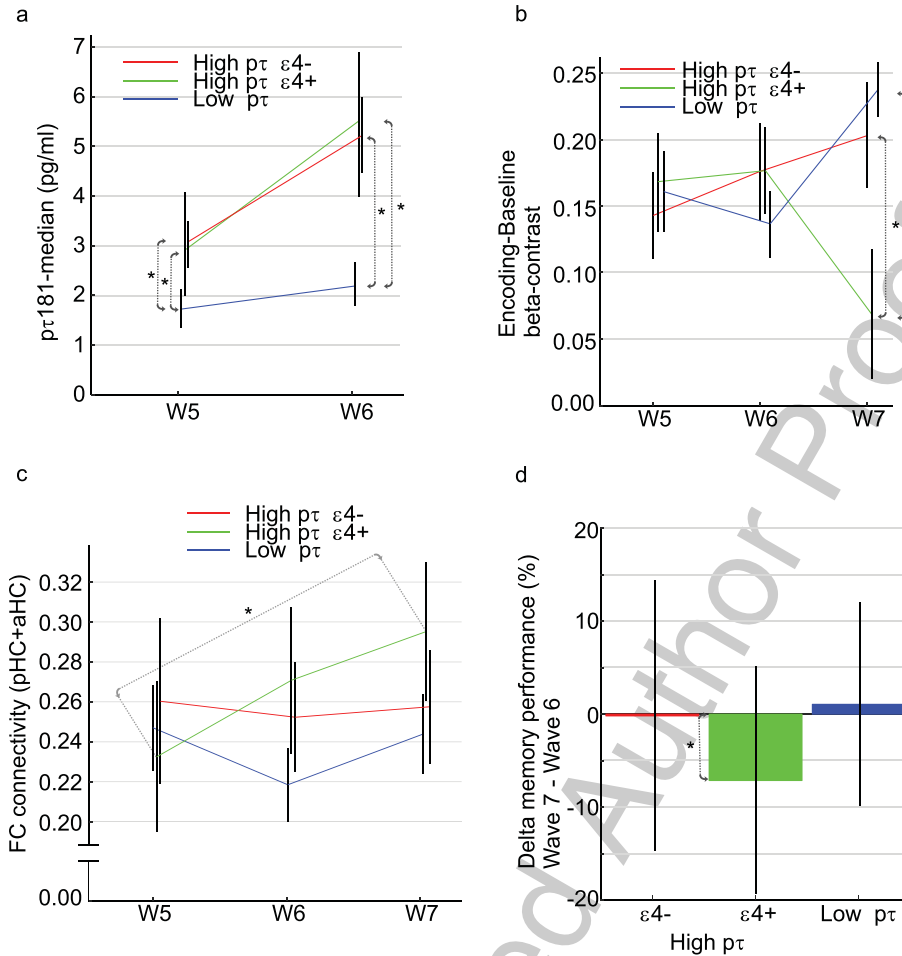 a
7
6
5
4
3
2
1
0
pτ181-median (pg/ml)
High pτ ε4-
High pτ ε4+
Low pτ
*
*
*
*
W5 W6
b
0.25
0.20
0.15
0.10
0.05
0.00
Encoding-Baseline
beta-contrast
High pτ ε4-
High pτ ε4+
Low pτ
*
W5 W6 W7
c
High pτ ε4-
High pτ ε4+
Low pτ
0.32
0.30
0.28
0.26
0.24
0.22
0.20
0.00
FC connectivity (pHC+aHC)
*
W5 W6 W7
d
20
10
0
-10
-20
Delta memory performance (%)
Wave 7 - Wave 6
*
ε4- ε4+ Low pτ
High pτ
ed Author Proo